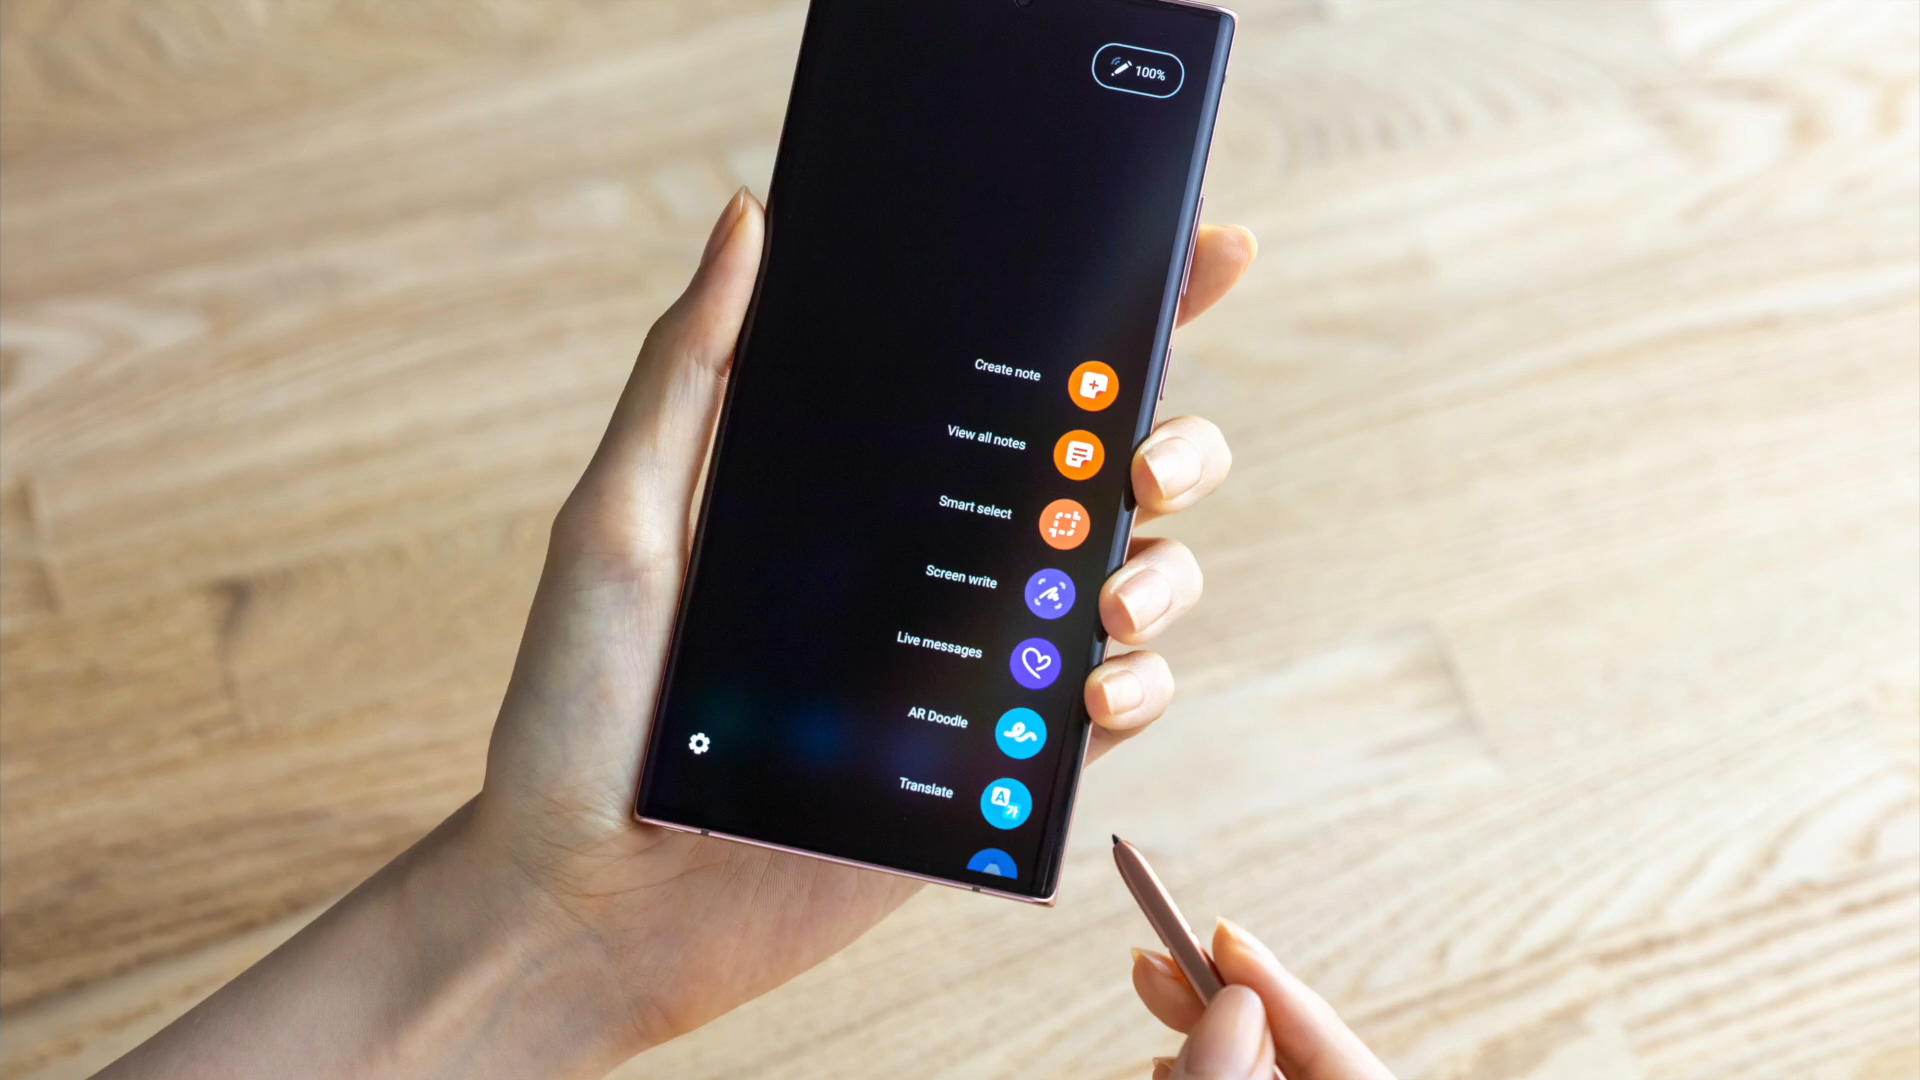 100%
Create note
View all notes
Smart select
Screen write
Live messages
AR Doodle
Translate